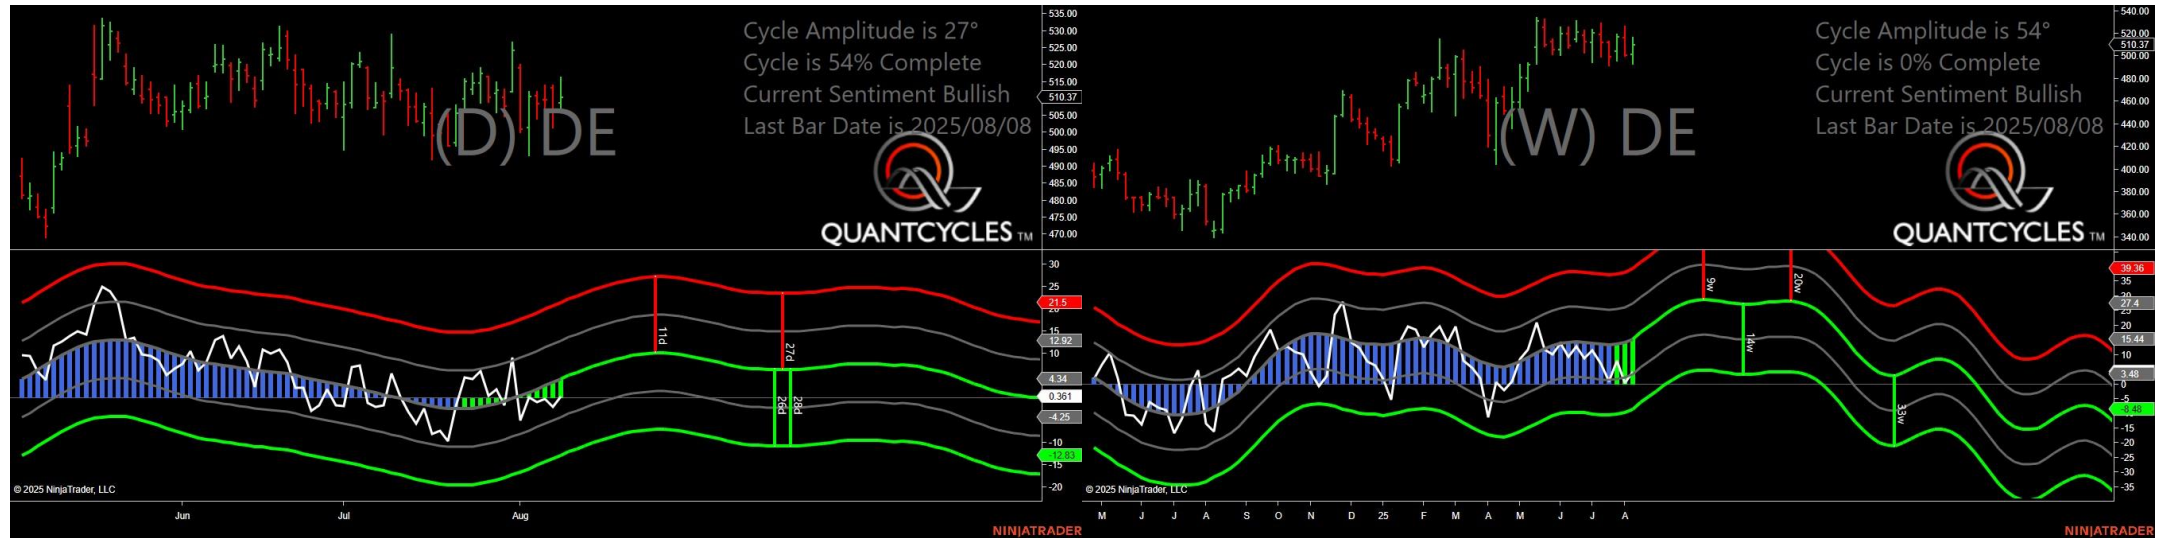 Cycle Amplitude is 27°
Cycle is 54% Complete
Current Sentiment Bullish
Last Bar Date is 2025/08/08
(D) DE
QUANTCYCLES TM
535.00
530.00
525.00
520.00
515.00
510.37
505.00
500.00
495.00
490.00
485.00
480.00
475.00
470.00
30
25
21.5
20
15
12.92
10
4.34
0.361
-4.25
-10
-12.83
-15
-20
11d
27d
26d
28d
© 2025 NinjaTrader, LLC
Jun Jul Aug
NINJATRADER
Cycle Amplitude is 54°
Cycle is 0% Complete
Current Sentiment Bullish
Last Bar Date is 2025/08/08
(W) DE
QUANTCYCLES TM
540.00
520.00
510.37
500.00
480.00
460.00
440.00
420.00
400.00
380.00
360.00
340.00
39.36
35
30
27.4
25
20
15.44
10
3.48
0
-5
-8.48
-15
-20
-25
-30
-35
9w
20w
14w
33w
© 2025 NinjaTrader, LLC
M J J A S O N D 25 F M A M J J A
NINJATRADER